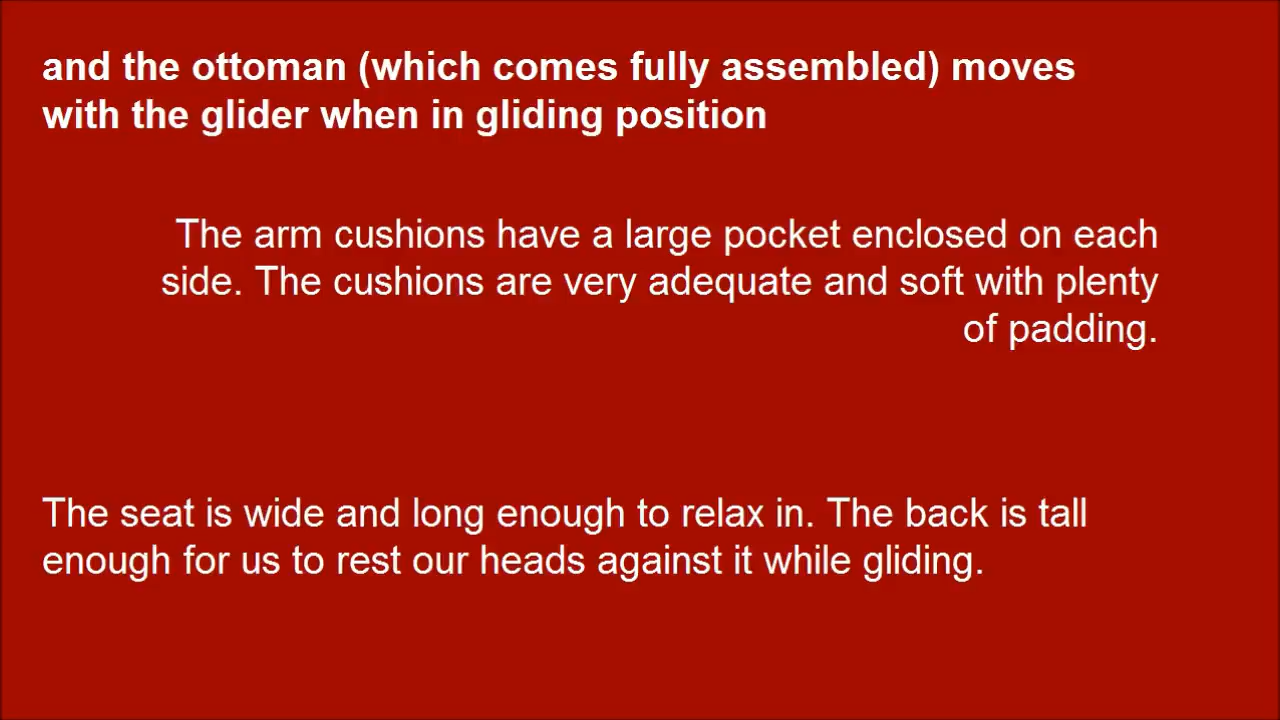 and the ottoman (which comes fully assembled) moves
with the glider when in gliding position
The arm cushions have a large pocket enclosed on each
side. The cushions are very adequate and soft with plenty
of padding.
The seat is wide and long enough to relax in. The back is tall
enough for us to rest our heads against it while gliding.